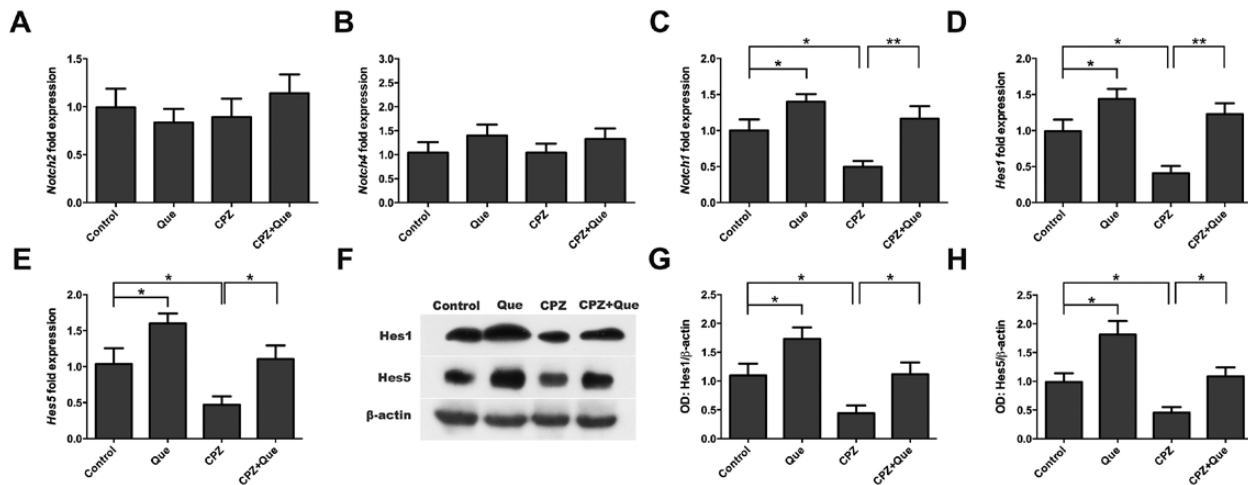 A
Notch2 fold expression
1.5
1.0
0.5
0.0
Control
Que
CPZ
CPZ+Que
B
Notch4 fold expression
3.0
2.5
2.0
1.5
1.0
0.5
0.0
Control
Que
CPZ
CPZ+Que
C
Notch1 fold expression
2.0
1.5
1.0
0.5
0.0
*
**
*
Control
Que
CPZ
CPZ+Que
D
Hes1 fold expression
2.0
1.5
1.0
0.5
0.0
*
**
*
Control
Que
CPZ
CPZ+Que
E
Hes5 fold expression
2.0
1.5
1.0
0.5
0.0
*
*
*
Control
Que
CPZ
CPZ+Que
F
Control Que CPZ CPZ+Que
Hes1
Hes5
β-actin
G
OD: Hes1/β-actin
2.5
2.0
1.5
1.0
0.5
0.0
*
*
*
Control
Que
CPZ
CPZ+Que
H
OD: Hes5/β-actin
2.5
2.0
1.5
1.0
0.5
0.0
*
*
*
Control
Que
CPZ
CPZ+Que